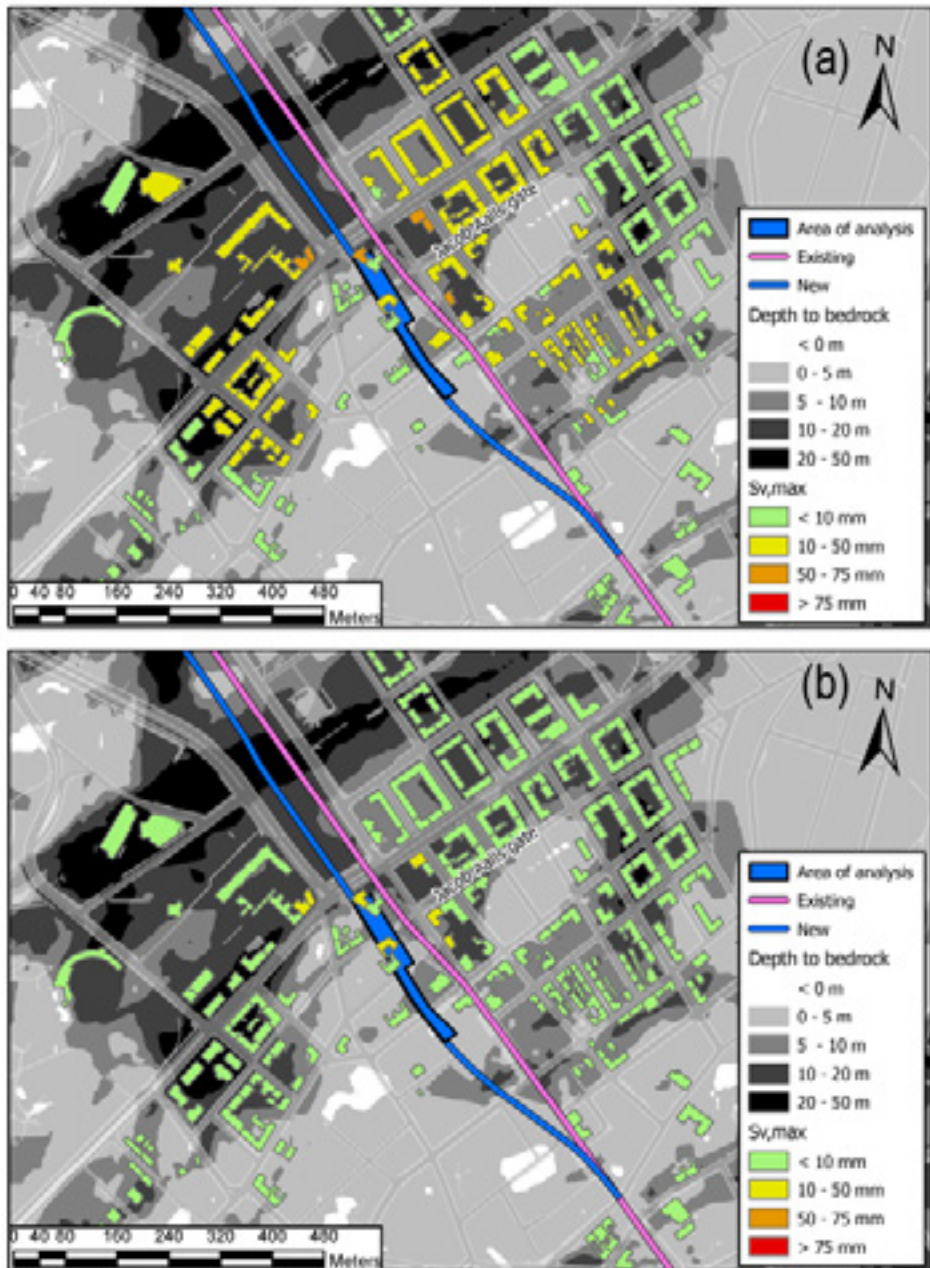 (a)
N
Area of analysis
Existing
New
Depth to bedrock
< 0 m
0 - 5 m
5 - 10 m
10 - 20 m
20 - 50 m
Sv,max
< 10 mm
10 - 50 mm
50 - 75 mm
> 75 mm
0 40 80 160 240 320 400 480
Meters
(b)
N
Area of analysis
Existing
New
Depth to bedrock
< 0 m
0 - 5 m
5 - 10 m
10 - 20 m
20 - 50 m
Sv,max
< 10 mm
10 - 50 mm
50 - 75 mm
> 75 mm
0 40 80 160 240 320 400 480
Meters